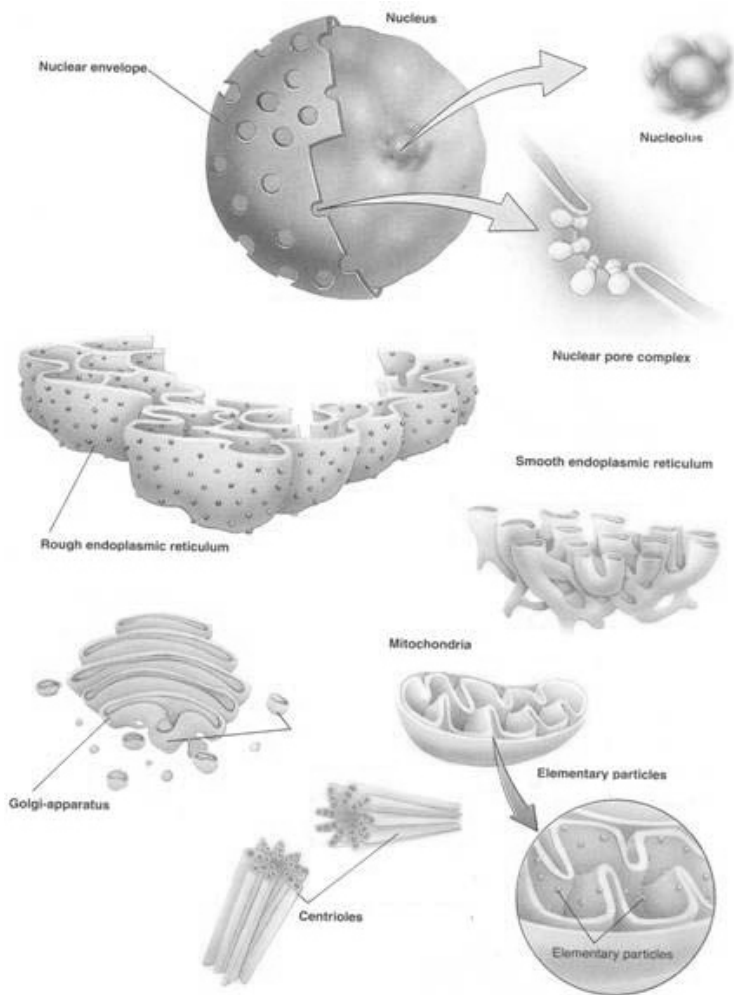 Nucleus
Nuclear envelope
Nucleolus
Nuclear pore complex
Smooth endoplasmic reticulum
Rough endoplasmic reticulum
Mitochondria
Elementary particles
Golgi-apparatus
Centrioles
Elementary particles